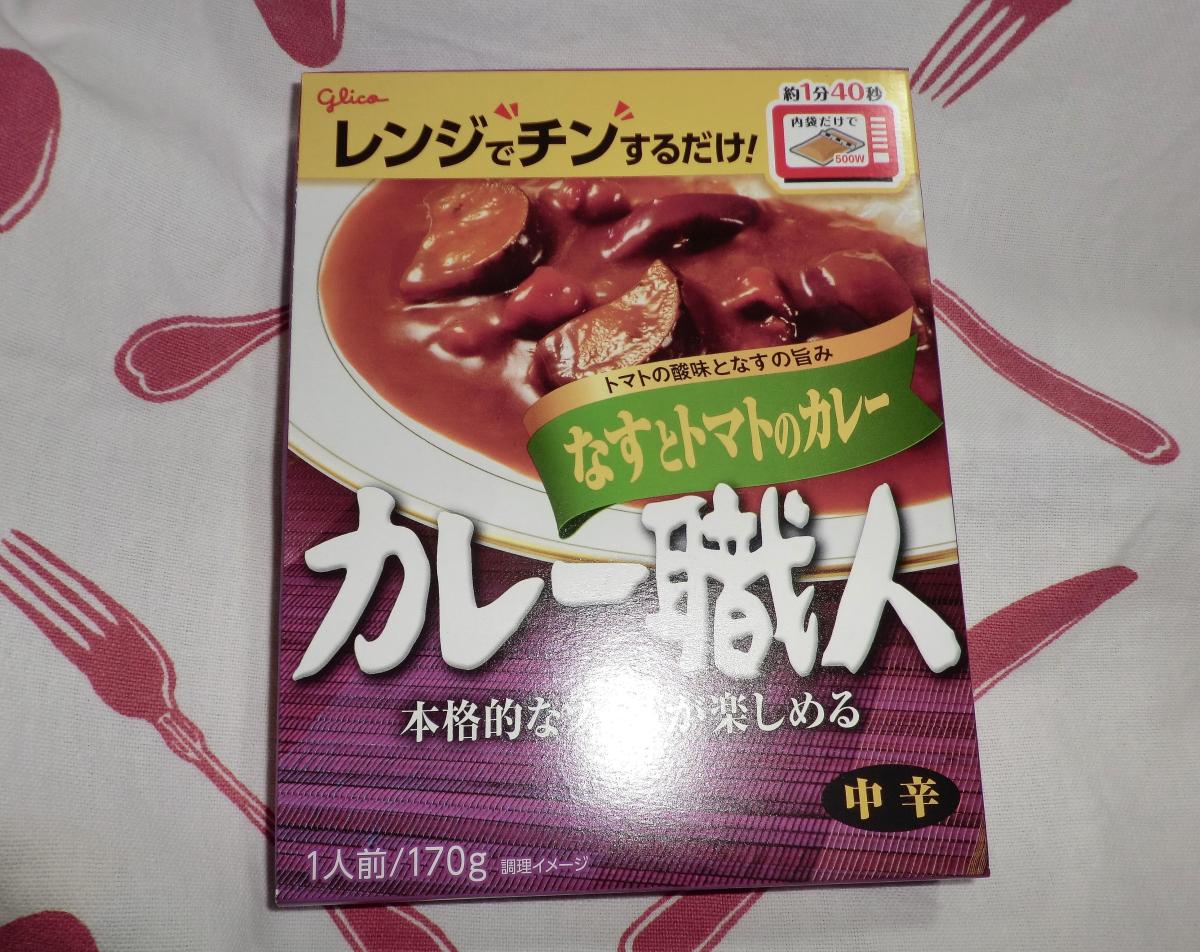 Glico
レンジでチンするだけ!
約1分40秒
内袋だけで
500W
トマトの酸味となすの旨み
なすとトマトのカレー
カレー職人
本格的な が楽しめる
中辛
1人前/170g 調理イメージ